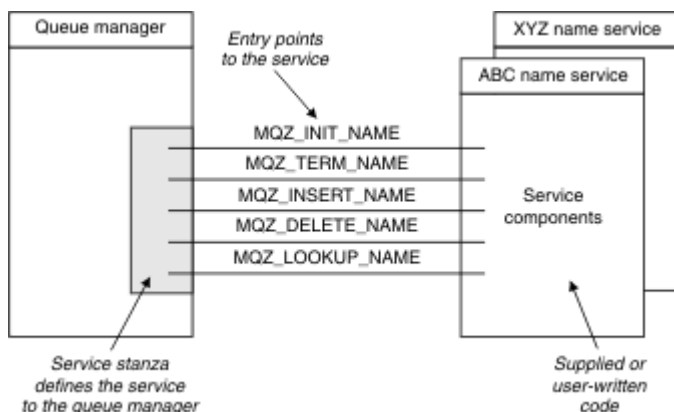 Queue manager
Entry points
to the service
XYZ name service
ABC name service
MQZ_INIT_NAME
MQZ_TERM_NAME
MQZ_INSERT_NAME
MQZ_DELETE_NAME
MQZ_LOOKUP_NAME
Service
components
Service stanza
defines the service
to the queue manager
Supplied or
user-written
code